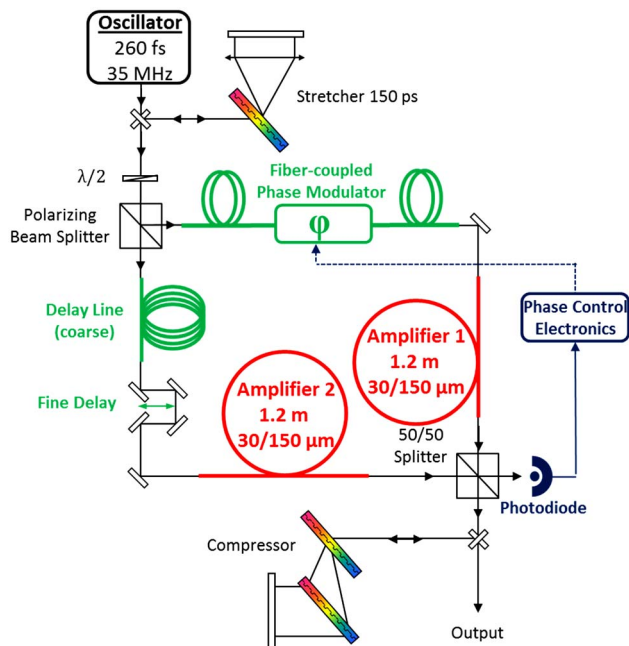 Oscillator
260 fs
35 MHz
Stretcher 150 ps
λ/2
Polarizing
Beam Splitter
Fiber-coupled
Phase Modulator
φ
Delay Line
(coarse)
Fine Delay
Amplifier 1
1.2 m
30/150 μm
Phase Control
Electronics
Amplifier 2
1.2 m
30/150 μm
50/50
Splitter
Photodiode
Compressor
Output